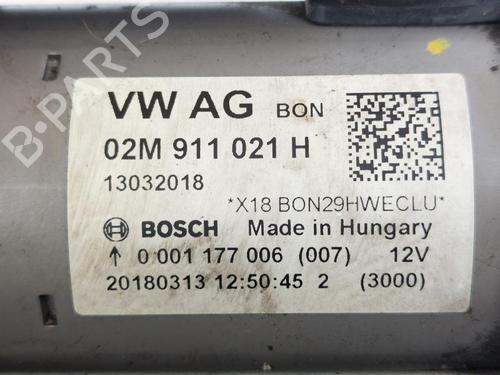 B-PARTS
VW AG BON
02M 911 021 H
13032018
*X18 BON29HWECLU*
BOSCH Made in Hungary
↑ 0 001 177 006 (007) 12V
20180313 12:50:45 2 (3000)